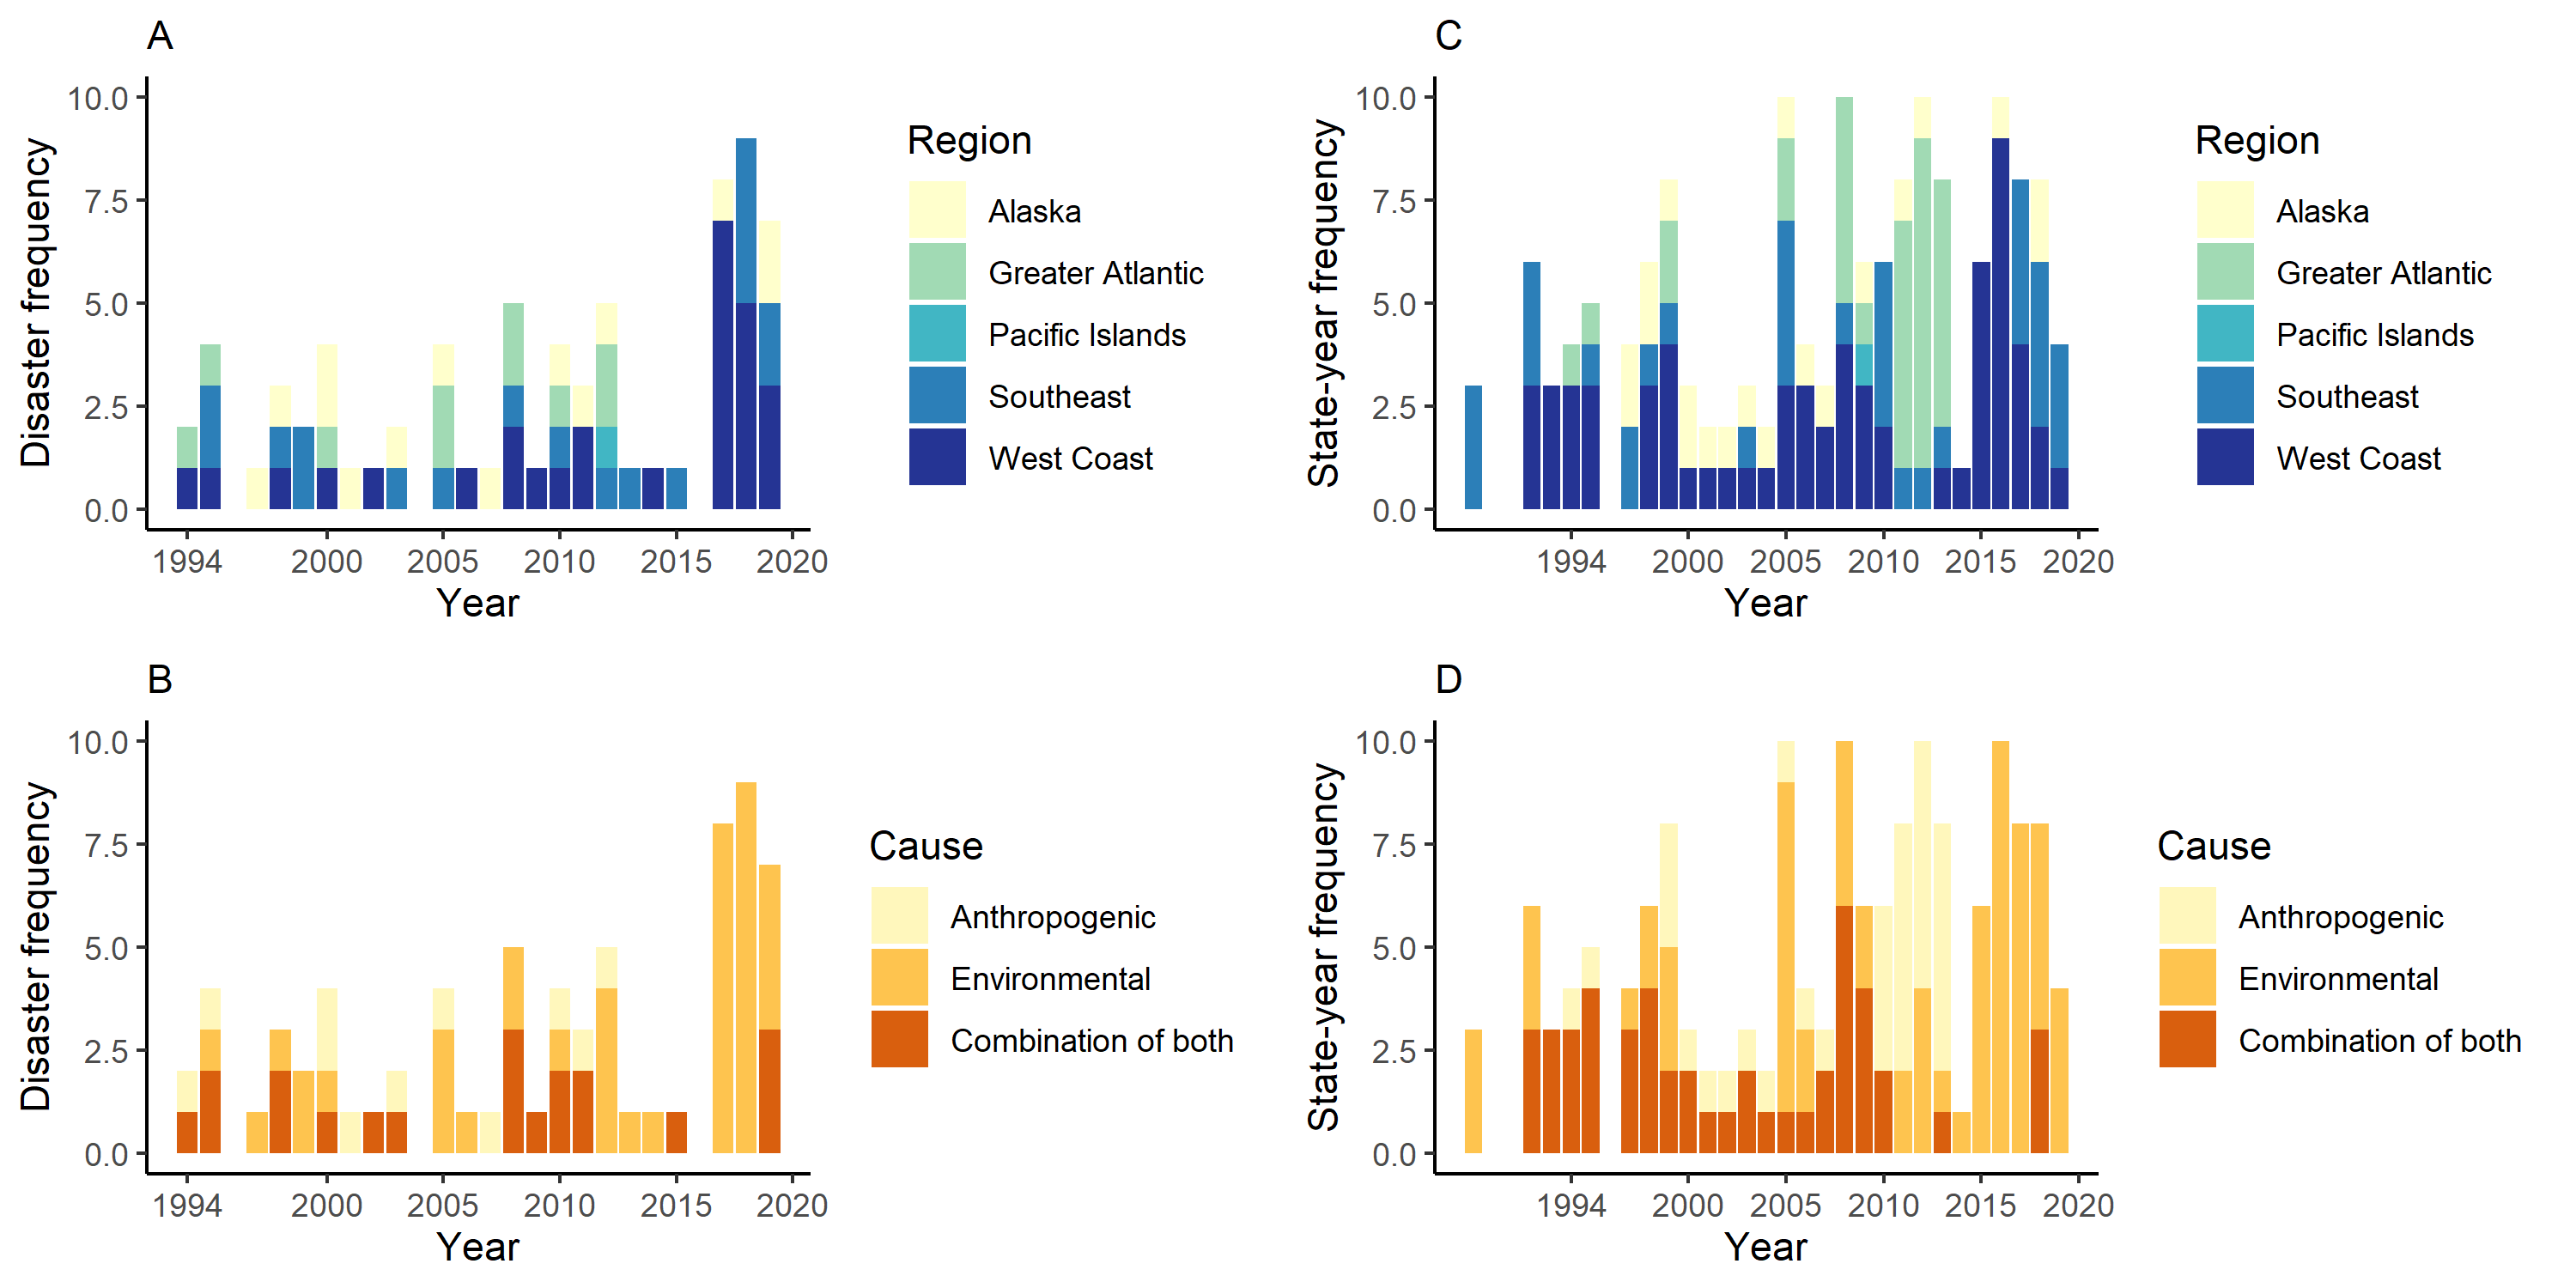 A
10.0
7.5
5.0
2.5
0.0
Disaster frequency
1994 2000 2005 2010 2015 2020
Year
Region
Alaska
Greater Atlantic
Pacific Islands
Southeast
West Coast
C
10.0
7.5
5.0
2.5
0.0
State-year frequency
1994 2000 2005 2010 2015 2020
Year
Region
Alaska
Greater Atlantic
Pacific Islands
Southeast
West Coast
B
10.0
7.5
5.0
2.5
0.0
Disaster frequency
1994 2000 2005 2010 2015 2020
Year
Cause
Anthropogenic
Environmental
Combination of both
D
10.0
7.5
5.0
2.5
0.0
State-year frequency
1994 2000 2005 2010 2015 2020
Year
Cause
Anthropogenic
Environmental
Combination of both